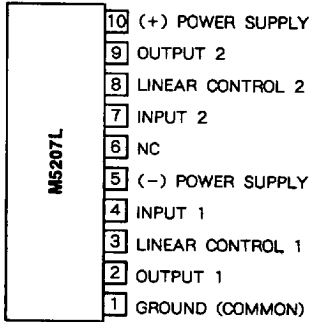 10 (+) POWER SUPPLY
9 OUTPUT 2
8 LINEAR CONTROL 2
7 INPUT 2
6 NC
5 (-) POWER SUPPLY
4 INPUT 1
3 LINEAR CONTROL 1
2 OUTPUT 1
1 GROUND (COMMON)
M5207L